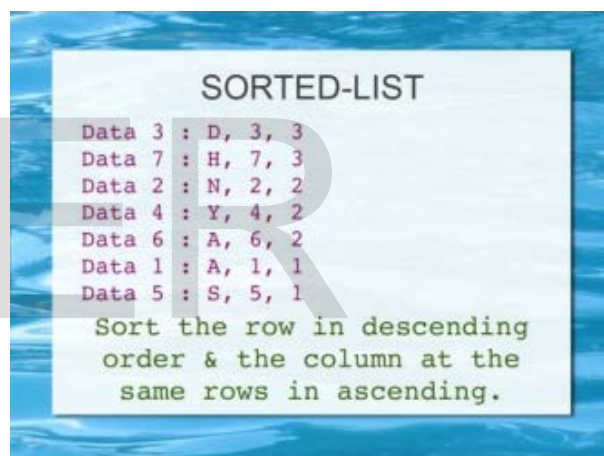 SORTED-LIST
Data 3 : D, 3, 3
Data 7 : H, 7, 3
Data 2 : N, 2, 2
Data 4 : Y, 4, 2
Data 6 : A, 6, 2
Data 1 : A, 1, 1
Data 5 : S, 5, 1
Sort the row in descending
order & the column at the
same rows in ascending.
ER